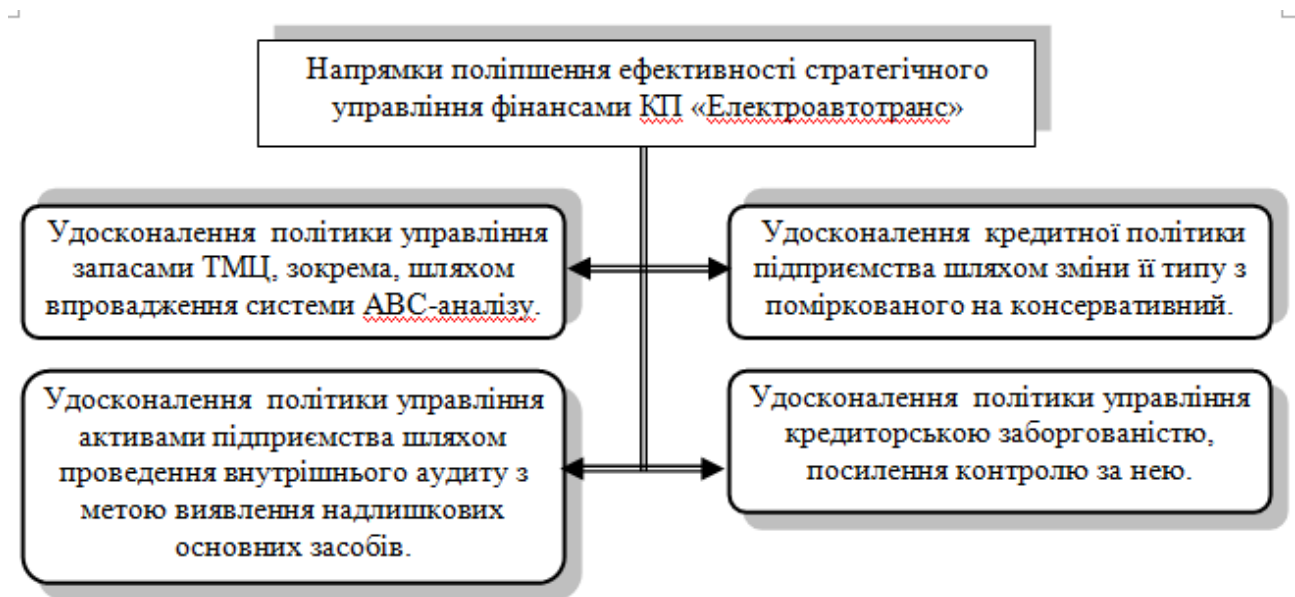 Напрямки поліпшення ефективності стратегічного
управління фінансами КП «Електроавтотранс»
Удосконалення політики управління
запасами ТМЦ, зокрема, шляхом
впровадження системи АВС-аналізу.
Удосконалення кредитної політики
підприємства шляхом зміни її типу з
поміркованого на консервативний.
Удосконалення політики управління
активами підприємства шляхом
проведення внутрішнього аудиту з
метою виявлення надлишкових
основних засобів.
Удосконалення політики управління
кредиторською заборгованістю,
посилення контролю за нею.